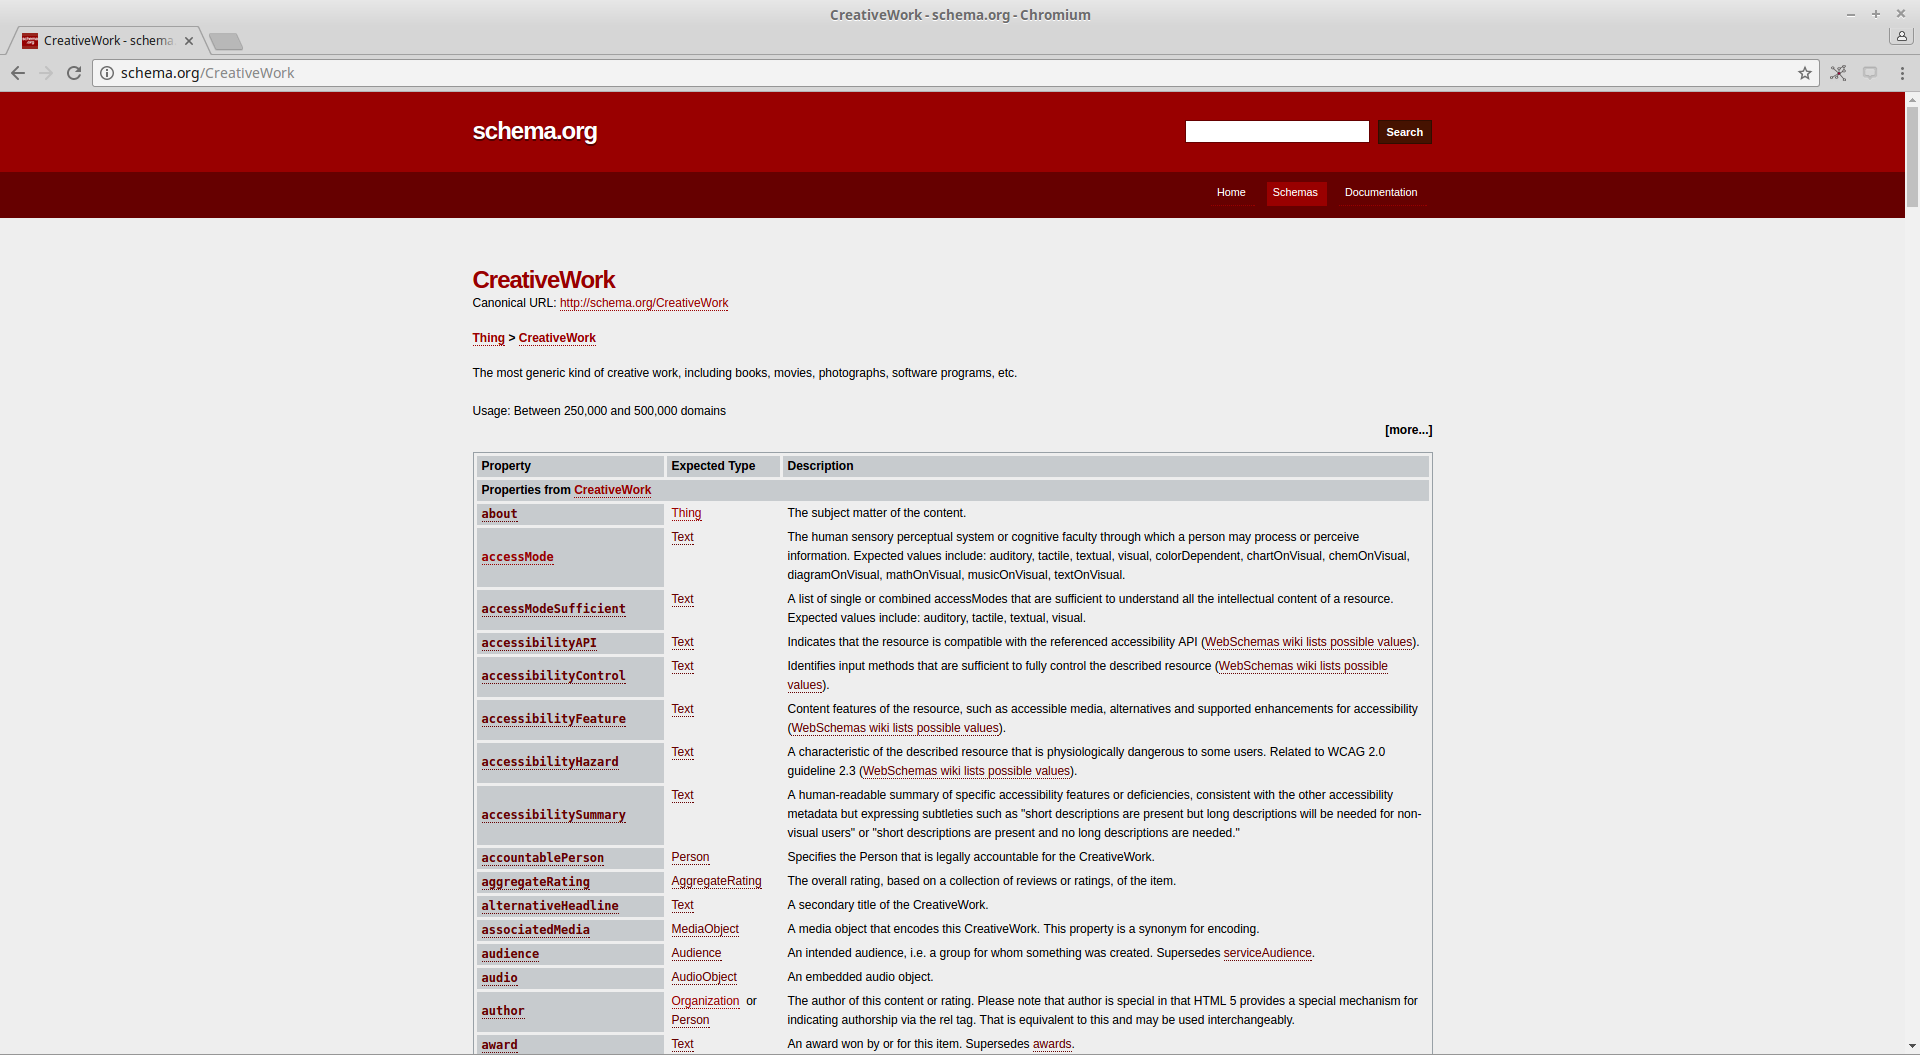 CreativeWork - schema.org - Chromium
CreativeWork - schema
schema.org/CreativeWork
schema.org
Search
Home Schemas Documentation
CreativeWork
Canonical URL: http://schema.org/CreativeWork
Thing > CreativeWork
The most generic kind of creative work, including books, movies, photographs, software programs, etc.
Usage: Between 250,000 and 500,000 domains
[more...]
Property Expected Type Description
Properties from CreativeWork
about Thing The subject matter of the content.
accessMode Text The human sensory perceptual system or cognitive faculty through which a person may process or perceive
information. Expected values include: auditory, tactile, textual, visual, colorDependent, chartOnVisual, chemOnVisual,
diagramOnVisual, mathOnVisual, musicOnVisual, textOnVisual.
accessModeSufficient Text A list of single or combined accessModes that are sufficient to understand all the intellectual content of a resource.
Expected values include: auditory, tactile, textual, visual.
accessibilityAPI Text Indicates that the resource is compatible with the referenced accessibility API (WebSchemas wiki lists possible values).
accessibilityControl Text Identifies input methods that are sufficient to fully control the described resource (WebSchemas wiki lists possible
values).
accessibilityFeature Text Content features of the resource, such as accessible media, alternatives and supported enhancements for accessibility
(WebSchemas wiki lists possible values).
accessibilityHazard Text A characteristic of the described resource that is physiologically dangerous to some users. Related to WCAG 2.0
guideline 2.3 (WebSchemas wiki lists possible values).
accessibilitySummary Text A human-readable summary of specific accessibility features or deficiencies, consistent with the other accessibility
metadata but expressing subtleties such as "short descriptions are present but long descriptions will be needed for non-
visual users" or "short descriptions are present and no long descriptions are needed."
accountablePerson Person Specifies the Person that is legally accountable for the CreativeWork.
aggregateRating AggregateRating The overall rating, based on a collection of reviews or ratings, of the item.
alternativeHeadline Text A secondary title of the CreativeWork.
associatedMedia MediaObject A media object that encodes this CreativeWork. This property is a synonym for encoding.
audience Audience An intended audience, i.e. a group for whom something was created. Supersedes serviceAudience.
audio AudioObject An embedded audio object.
author Organization or The author of this content or rating. Please note that author is special in that HTML 5 provides a special mechanism for
Person indicating authorship via the rel tag. That is equivalent to this and may be used interchangeably.
award Text An award won by or for this item. Supersedes awards.